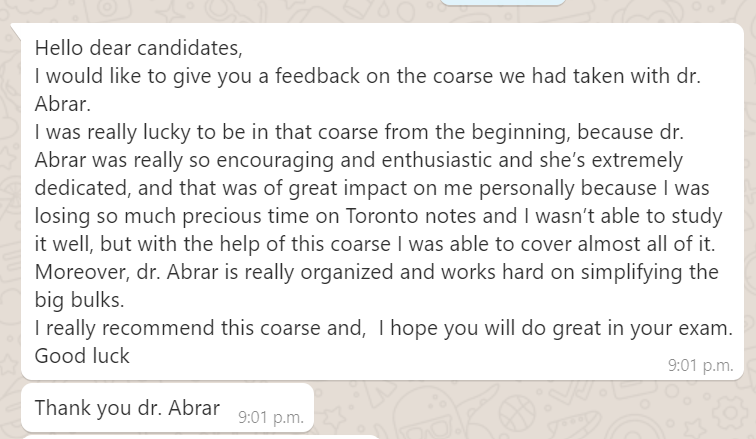 Hello dear candidates,
I would like to give you a feedback on the coarse we had taken with dr.
Abrar.
I was really lucky to be in that coarse from the beginning, because dr.
Abrar was really so encouraging and enthusiastic and she's extremely
dedicated, and that was of great impact on me personally because I was
losing so much precious time on Toronto notes and I wasn't able to study
it well, but with the help of this coarse I was able to cover almost all of it.
Moreover, dr. Abrar is really organized and works hard on simplifying the
big bulks.
I really recommend this coarse and,  I hope you will do great in your exam.
Good luck
9:01 p.m.
Thank you dr. Abrar
9:01 p.m.